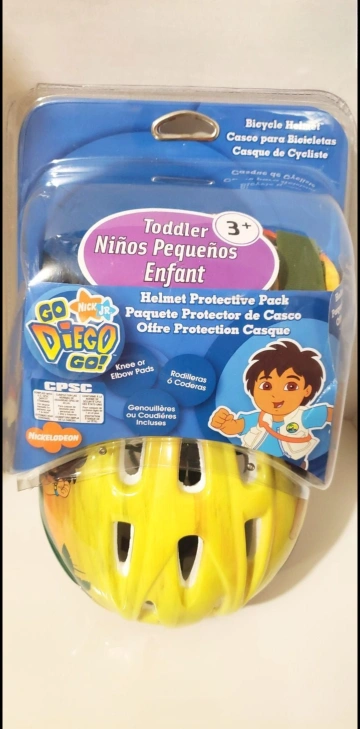 Bicycle Helmet
Casco para Bicicletas
Casque de Cycliste
Toddler
3+
Niños Pequeños
Enfant
Helmet Protective Pack
Paquete Protector de Casco
Offre Protection Casque
NICK JR.
GO
DIEGO
GO!
Knee or
Elbow Pads
Rodilleras
ó Coderas
CPSC
Genouillères
ou Coudières
Incluses
NICKELODEON